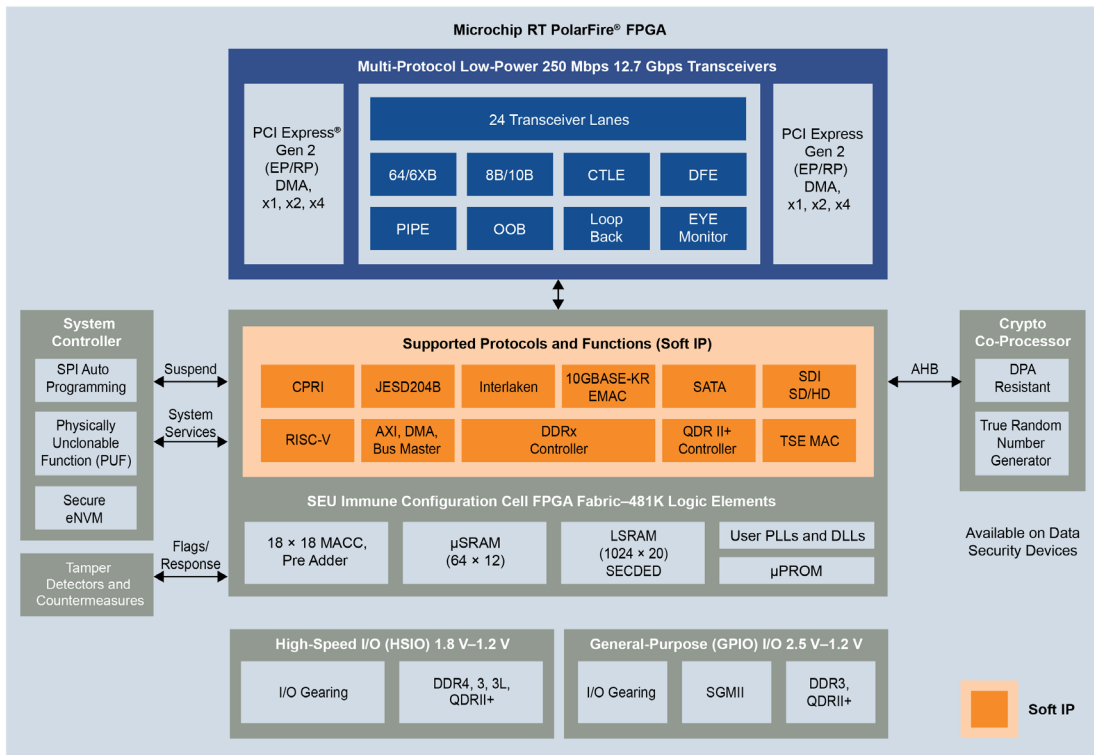 Microchip RT PolarFire® FPGA
Multi-Protocol Low-Power 250 Mbps 12.7 Gbps Transceivers
PCI Express®
Gen 2
(EP/RP)
DMA,
x1, x2, x4
24 Transceiver Lanes
64/6XB
8B/10B
CTLE
DFE
PIPE
OOB
Loop
Back
EYE
Monitor
PCI Express
Gen 2
(EP/RP)
DMA,
x1, x2, x4
System
Controller
SPI Auto
Programming
Physically
Unclonable
Function (PUF)
Secure
eNVM
Tamper
Detectors and
Countermeasures
Suspend
System
Services
Flags/
Response
Supported Protocols and Functions (Soft IP)
CPRI
JESD204B
Interlaken
10GBASE-KR
EMAC
SATA
SDI
SD/HD
RISC-V
AXI, DMA,
Bus Master
DDRx
Controller
QDR II+
Controller
TSE MAC
SEU Immune Configuration Cell FPGA Fabric–481K Logic Elements
18 × 18 MACC,
Pre Adder
µSRAM
(64 × 12)
LSRAM
(1024 × 20)
SECDED
User PLLs and DLLs
µPROM
AHB
Crypto
Co-Processor
DPA
Resistant
True Random
Number
Generator
Available on Data
Security Devices
High-Speed I/O (HSIO) 1.8 V–1.2 V
I/O Gearing
DDR4, 3, 3L,
QDRII+
General-Purpose (GPIO) I/O 2.5 V–1.2 V
I/O Gearing
SGMII
DDR3,
QDRII+
Soft IP